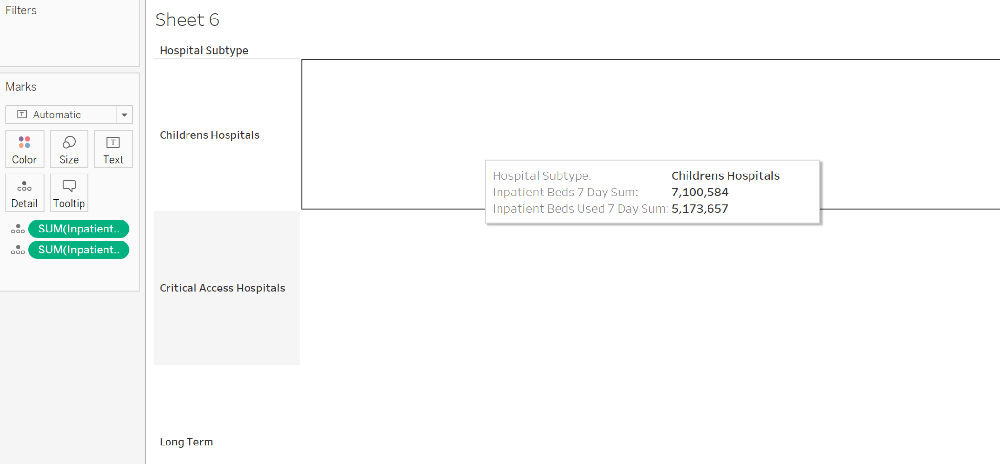 Filters
Marks
Automatic
Color Size Text
Detail Tooltip
SUM(Inpatient..
SUM(Inpatient..
Sheet 6
Hospital Subtype
Childrens Hospitals
Hospital Subtype: Childrens Hospitals
Inpatient Beds 7 Day Sum: 7,100,584
Inpatient Beds Used 7 Day Sum: 5,173,657
Critical Access Hospitals
Long Term